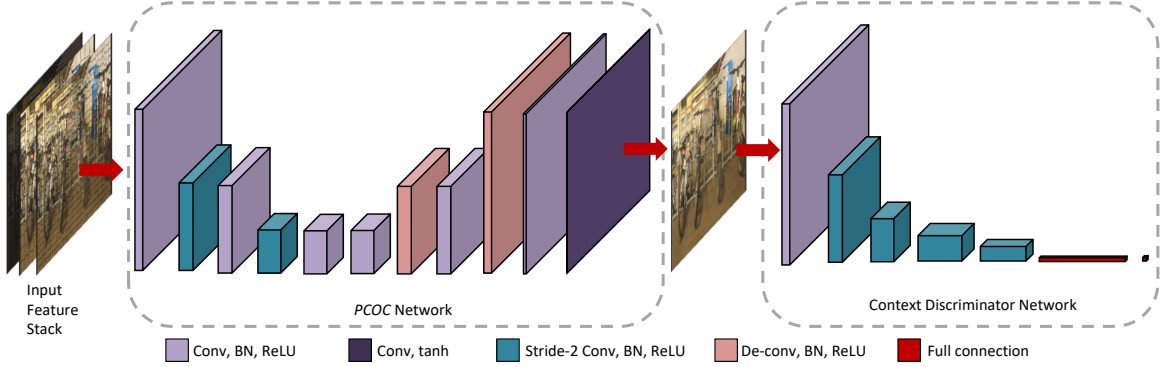 Input
Feature
Stack
PCOC Network
Context Discriminator Network
Conv, BN, ReLU
Conv, tanh
Stride-2 Conv, BN, ReLU
De-conv, BN, ReLU
Full connection